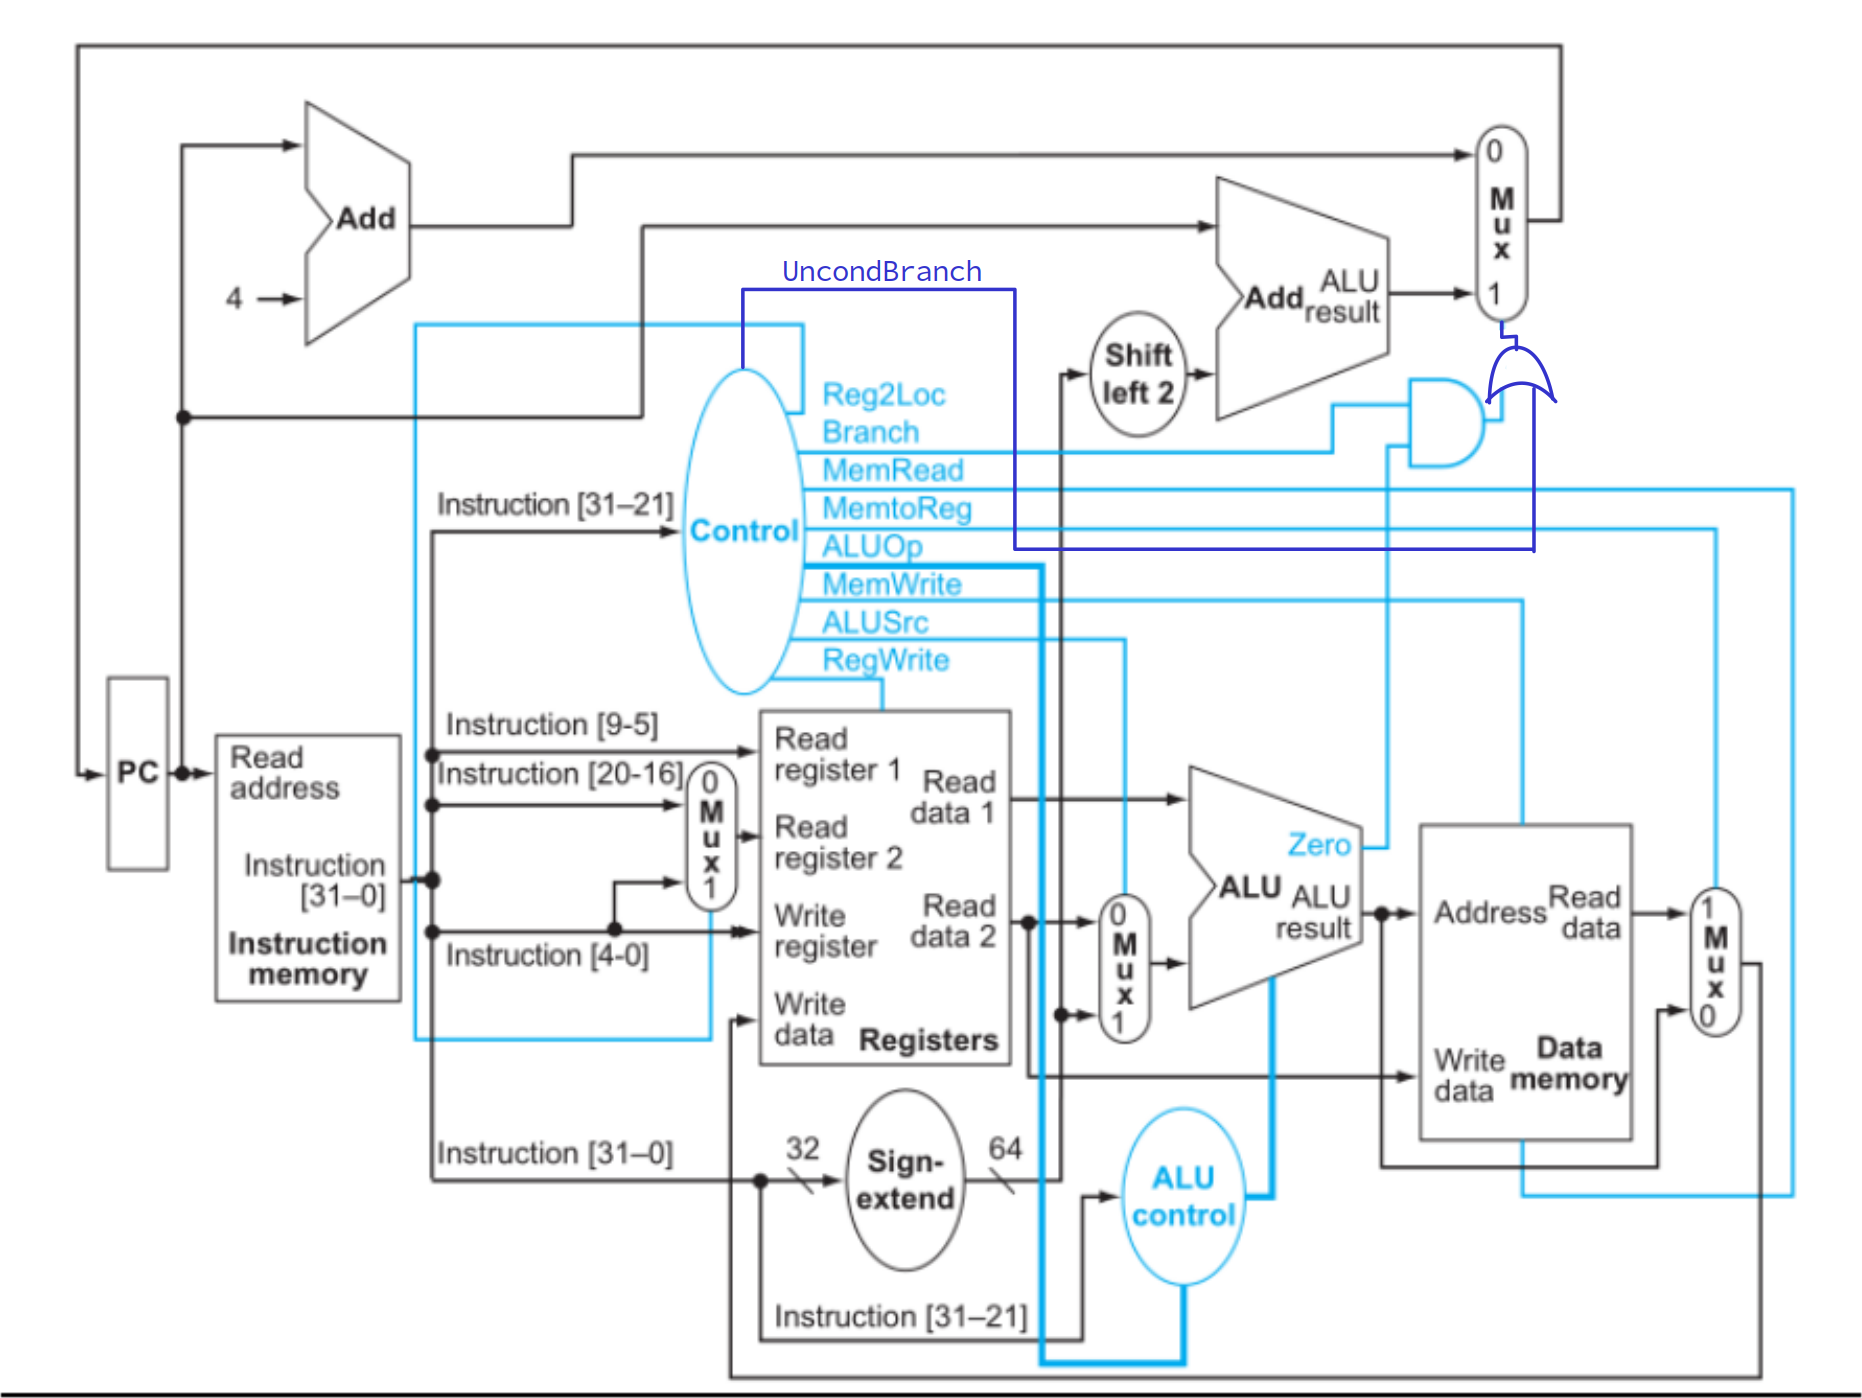 0
M
u
x
1
Add
4
UncondBranch
Add
ALU
result
Shift
left 2
Reg2Loc
Branch
MemRead
MemtoReg
ALUOp
MemWrite
ALUSrc
RegWrite
Control
Instruction [31–21]
PC
Read
address
Instruction
[31–0]
Instruction
memory
Instruction [9-5]
Instruction [20-16]
Instruction [4-0]
0
M
u
x
1
Read
register 1
Read
register 2
Write
register
Write
data
Read
data 1
Read
data 2
Registers
0
M
u
x
1
Zero
ALU
ALU
result
Address
Read
data
Write
data
Data
memory
1
M
u
x
0
Instruction [31–0]
32
Sign-
extend
64
ALU
control
Instruction [31–21]